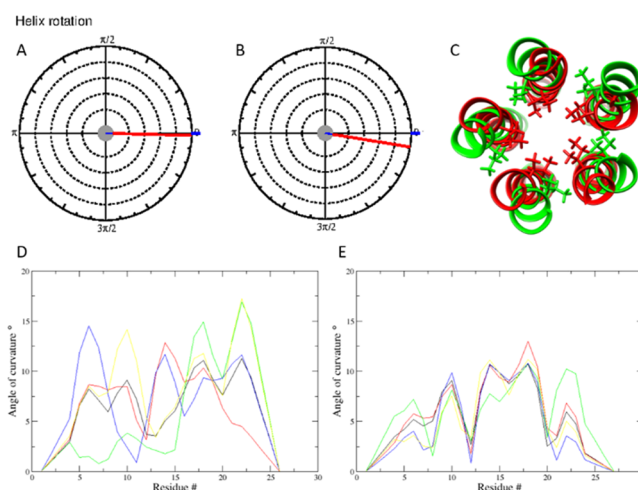 Helix rotation
A
B
C
π/2
π/2
π
0
π
0
3π/2
3π/2
D
E
Angle of curvature °
20
15
10
5
0
0
5
10
15
20
25
30
Residue #
Angle of curvature °
20
15
10
5
0
0
5
10
15
20
25
Residue #